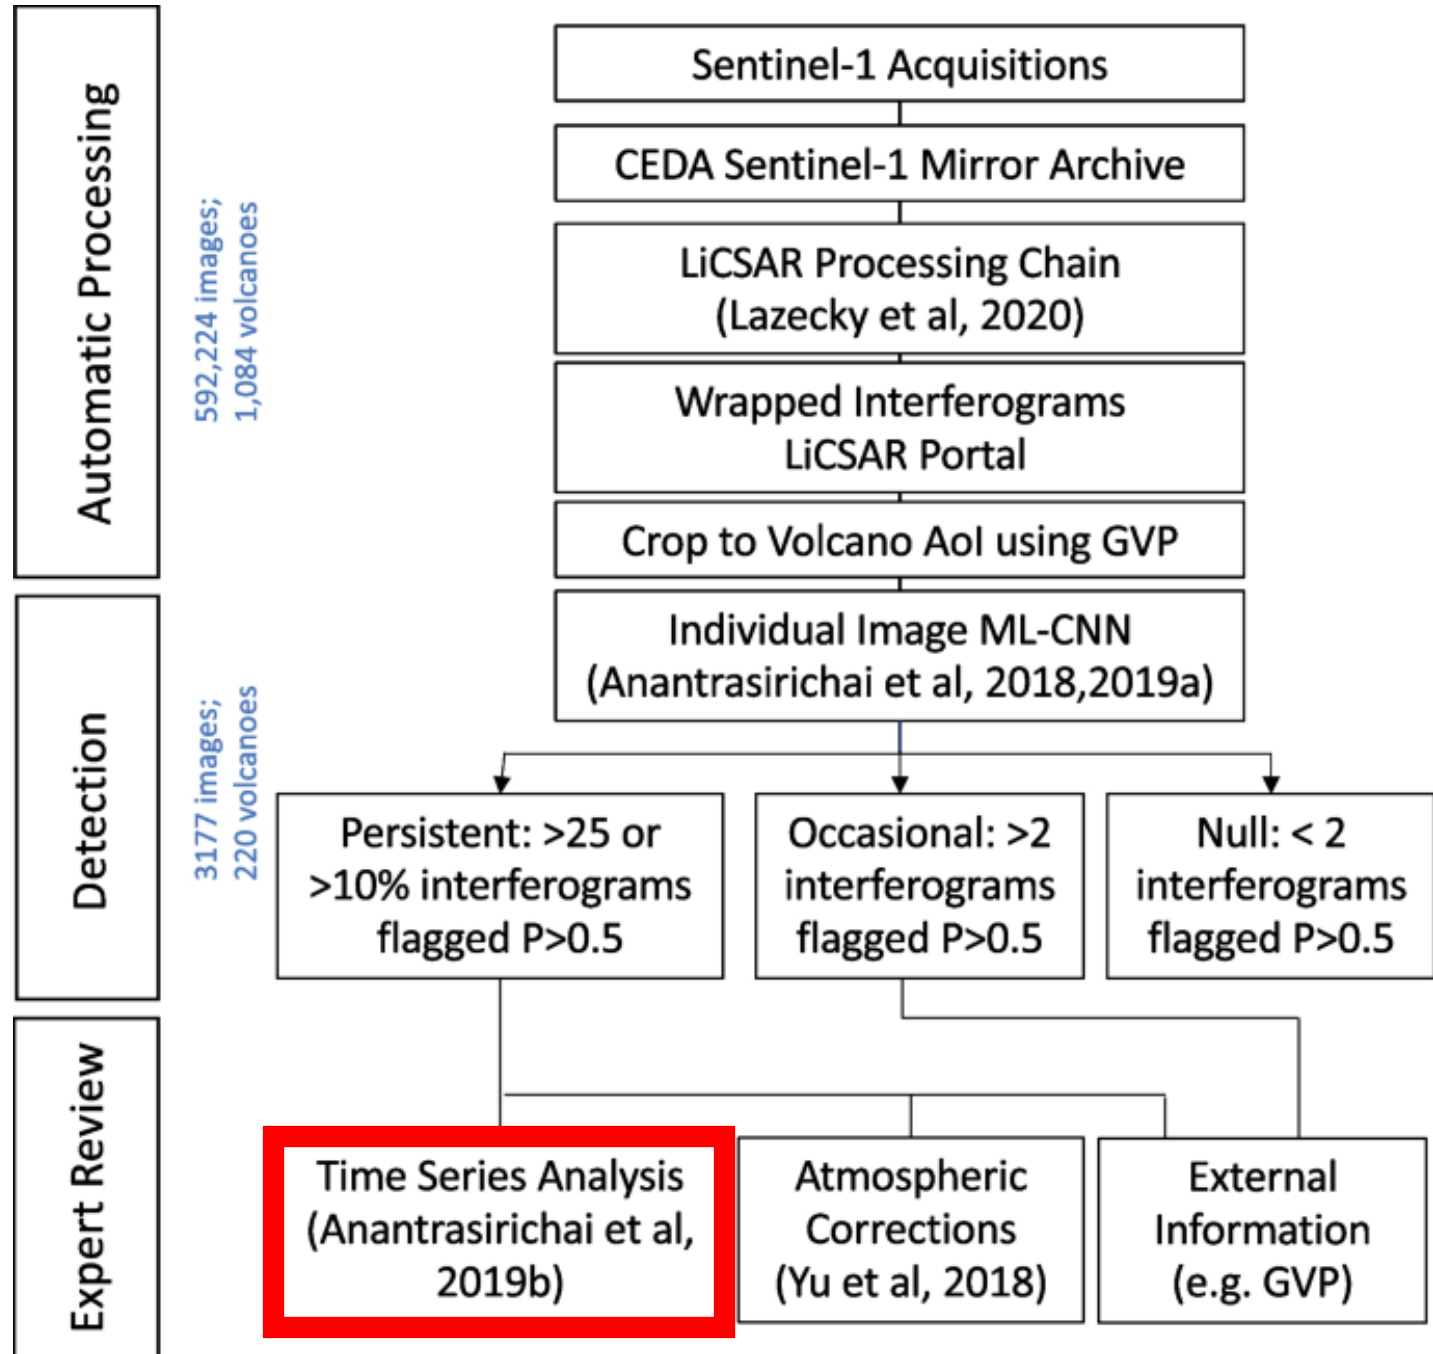 Automatic Processing
592,224 images;
1,084 volcanoes
Sentinel-1 Acquisitions
CEDA Sentinel-1 Mirror Archive
LiCSAR Processing Chain
(Lazecky et al, 2020)
Wrapped Interferograms
LiCSAR Portal
Crop to Volcano AoI using GVP
Detection
3177 images;
220 volcanoes
Individual Image ML-CNN
(Anantrasirichai et al, 2018,2019a)
Persistent: >25 or
>10% interferograms
flagged P>0.5
Occasional: >2
interferograms
flagged P>0.5
Null: < 2
interferograms
flagged P>0.5
Expert Review
Time Series Analysis
(Anantrasirichai et al,
2019b)
Atmospheric
Corrections
(Yu et al, 2018)
External
Information
(e.g. GVP)